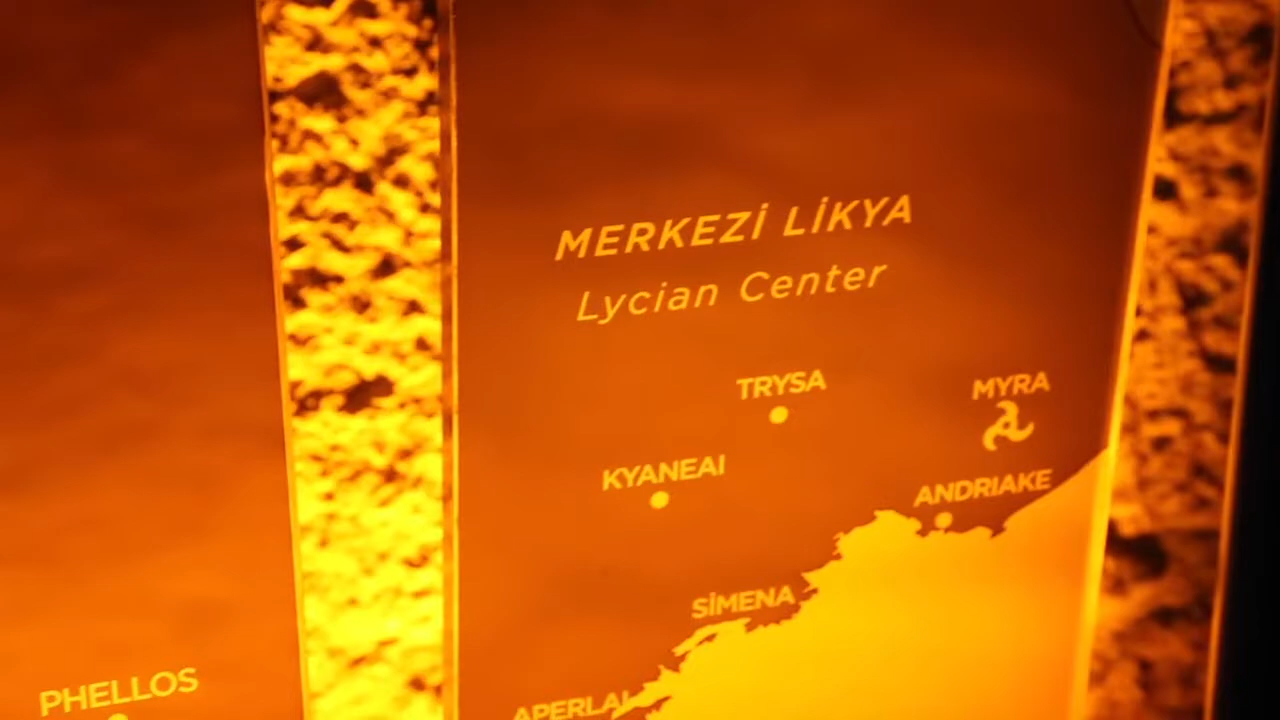 MERKEZİ LİKYA
Lycian Center
TRYSA
MYRA
KYANEAI
ANDRIAKE
SİMENA
PHELLOS
APERLAI